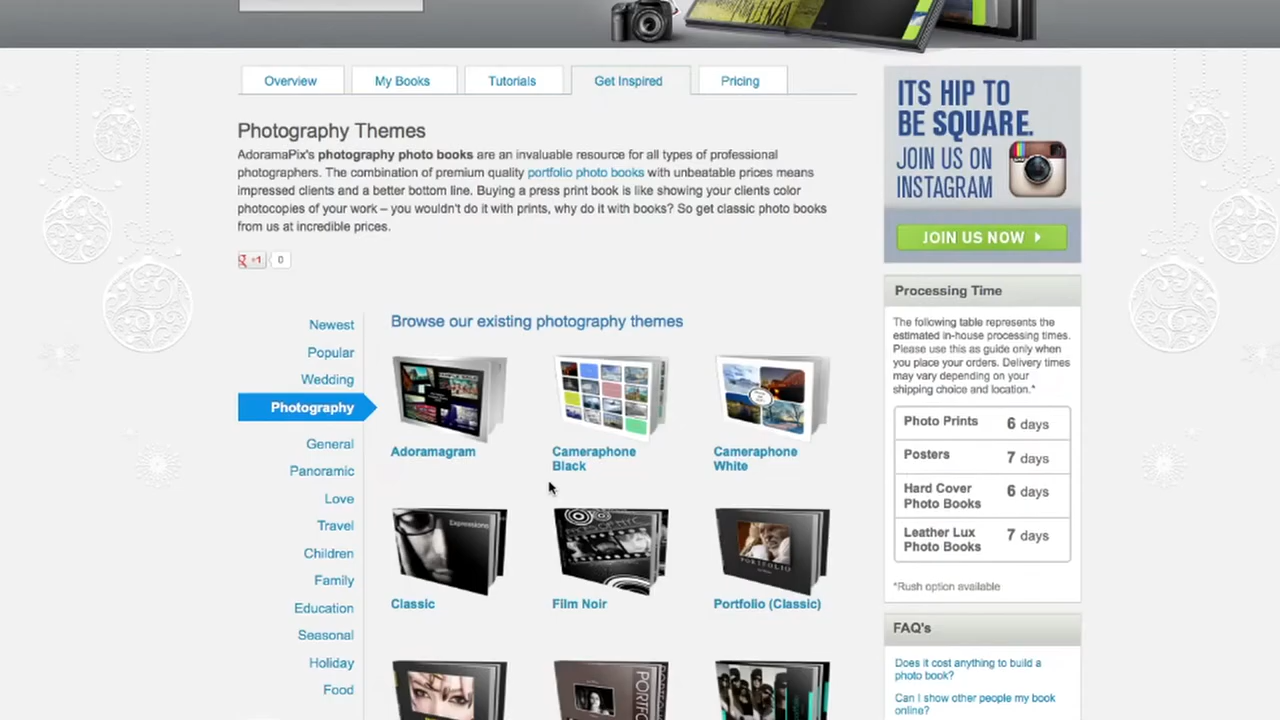 Overview
My Books
Tutorials
Get Inspired
Pricing
Photography Themes
AdoramaPix's photography photo books are an invaluable resource for all types of professional
photographers. The combination of premium quality portfolio photo books with unbeatable prices means
impressed clients and a better bottom line. Buying a press print book is like showing your clients color
photocopies of your work – you wouldn't do it with prints, why do it with books? So get classic photo books
from us at incredible prices.
+1
0
Newest
Popular
Wedding
Photography
General
Panoramic
Love
Travel
Children
Family
Education
Seasonal
Holiday
Food
Browse our existing photography themes
Adoramagram
Cameraphone
Black
Cameraphone
White
Expressions
Classic
Film Noir
PORTFOLIO
Portfolio (Classic)
ITS HIP TO
BE SQUARE.
JOIN US ON
INSTAGRAM
JOIN US NOW
Processing Time
The following table represents the
estimated in-house processing times.
Please use this as guide only when
you place your orders. Delivery times
may vary depending on your
shipping choice and location.*
Photo Prints 6 days
Posters 7 days
Hard Cover
Photo Books 6 days
Leather Lux
Photo Books 7 days
*Rush option available
FAQ's
Does it cost anything to build a
photo book?
Can I show other people my book
online?